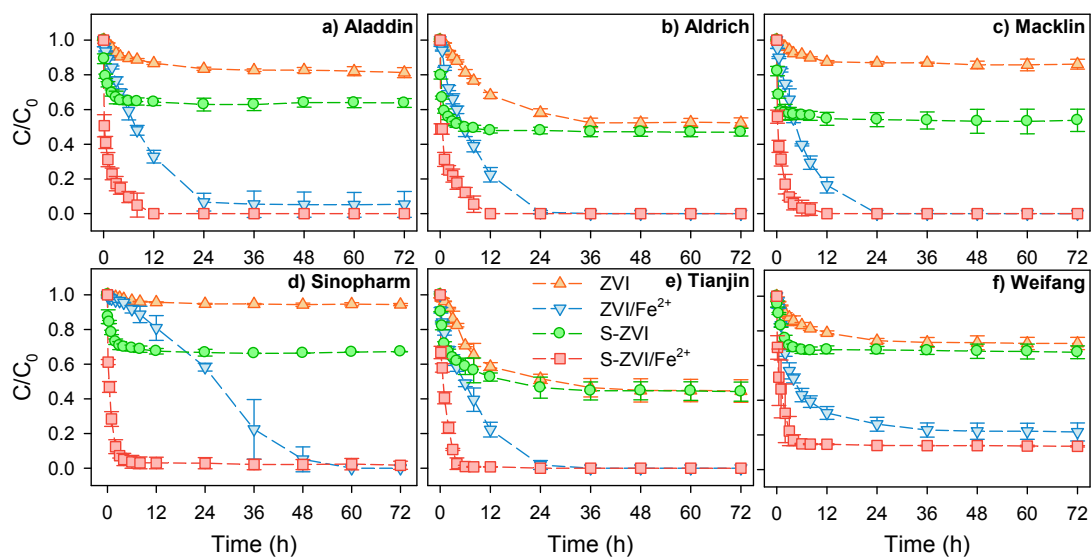 a) Aladdin
b) Aldrich
c) Macklin
C/C₀
1.0
0.8
0.6
0.4
0.2
0.0
0 12 24 36 48 60 72
0 12 24 36 48 60 72
0 12 24 36 48 60 72
d) Sinopharm
e) Tianjin
f) Weifang
ZVI
ZVI/Fe²⁺
S-ZVI
S-ZVI/Fe²⁺
C/C₀
1.0
0.8
0.6
0.4
0.2
0.0
0 12 24 36 48 60 72
0 12 24 36 48 60 72
0 12 24 36 48 60 72
Time (h)
Time (h)
Time (h)